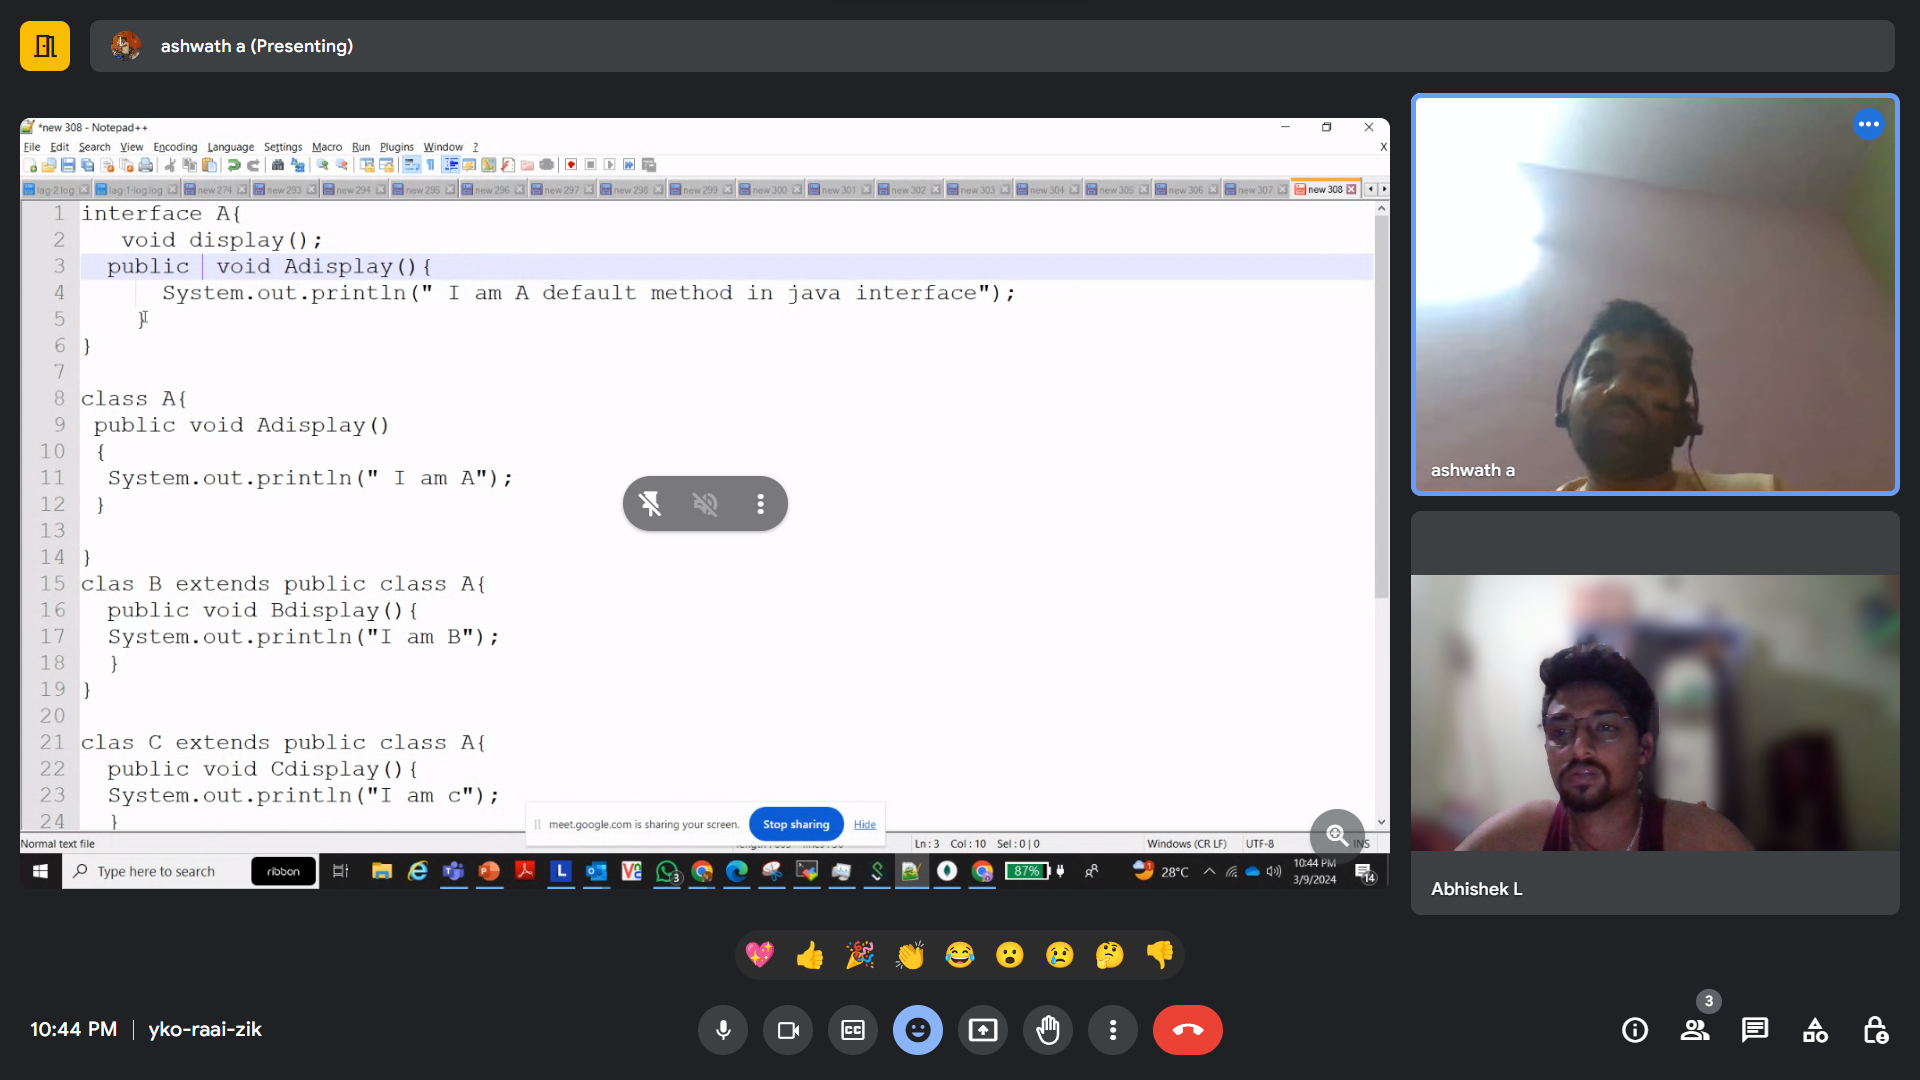 ashwath a (Presenting)
*new 308 - Notepad++
File Edit Search View Encoding Language Settings Macro Run Plugins Window ?
X
lag-2.log lag-1-log.log new 274 new 293 new 294 new 295 new 296 new 297 new 298 new 299 new 300 new 301 new 302 new 303 new 304 new 305 new 306 new 307 new 308
1 interface A{
2 void display();
3 public void Adisplay(){
4 System.out.println(" I am A default method in java interface");
5 }
6 }
7
8 class A{
9 public void Adisplay()
10 {
11 System.out.println(" I am A");
12 }
13
14 }
15 clas B extends public class A{
16 public void Bdisplay(){
17 System.out.println("I am B");
18 }
19 }
20
21 clas C extends public class A{
22 public void Cdisplay(){
23 System.out.println("I am c");
24 }
meet.google.com is sharing your screen. Stop sharing Hide
Normal text file Ln : 3 Col : 10 Sel : 0 | 0 Windows (CR LF) UTF-8 INS
Type here to search ribbon 3 87% 28°C 10:44 PM
3/9/2024
14
ashwath a
Abhishek L
10:44 PM yko-raai-zik
3